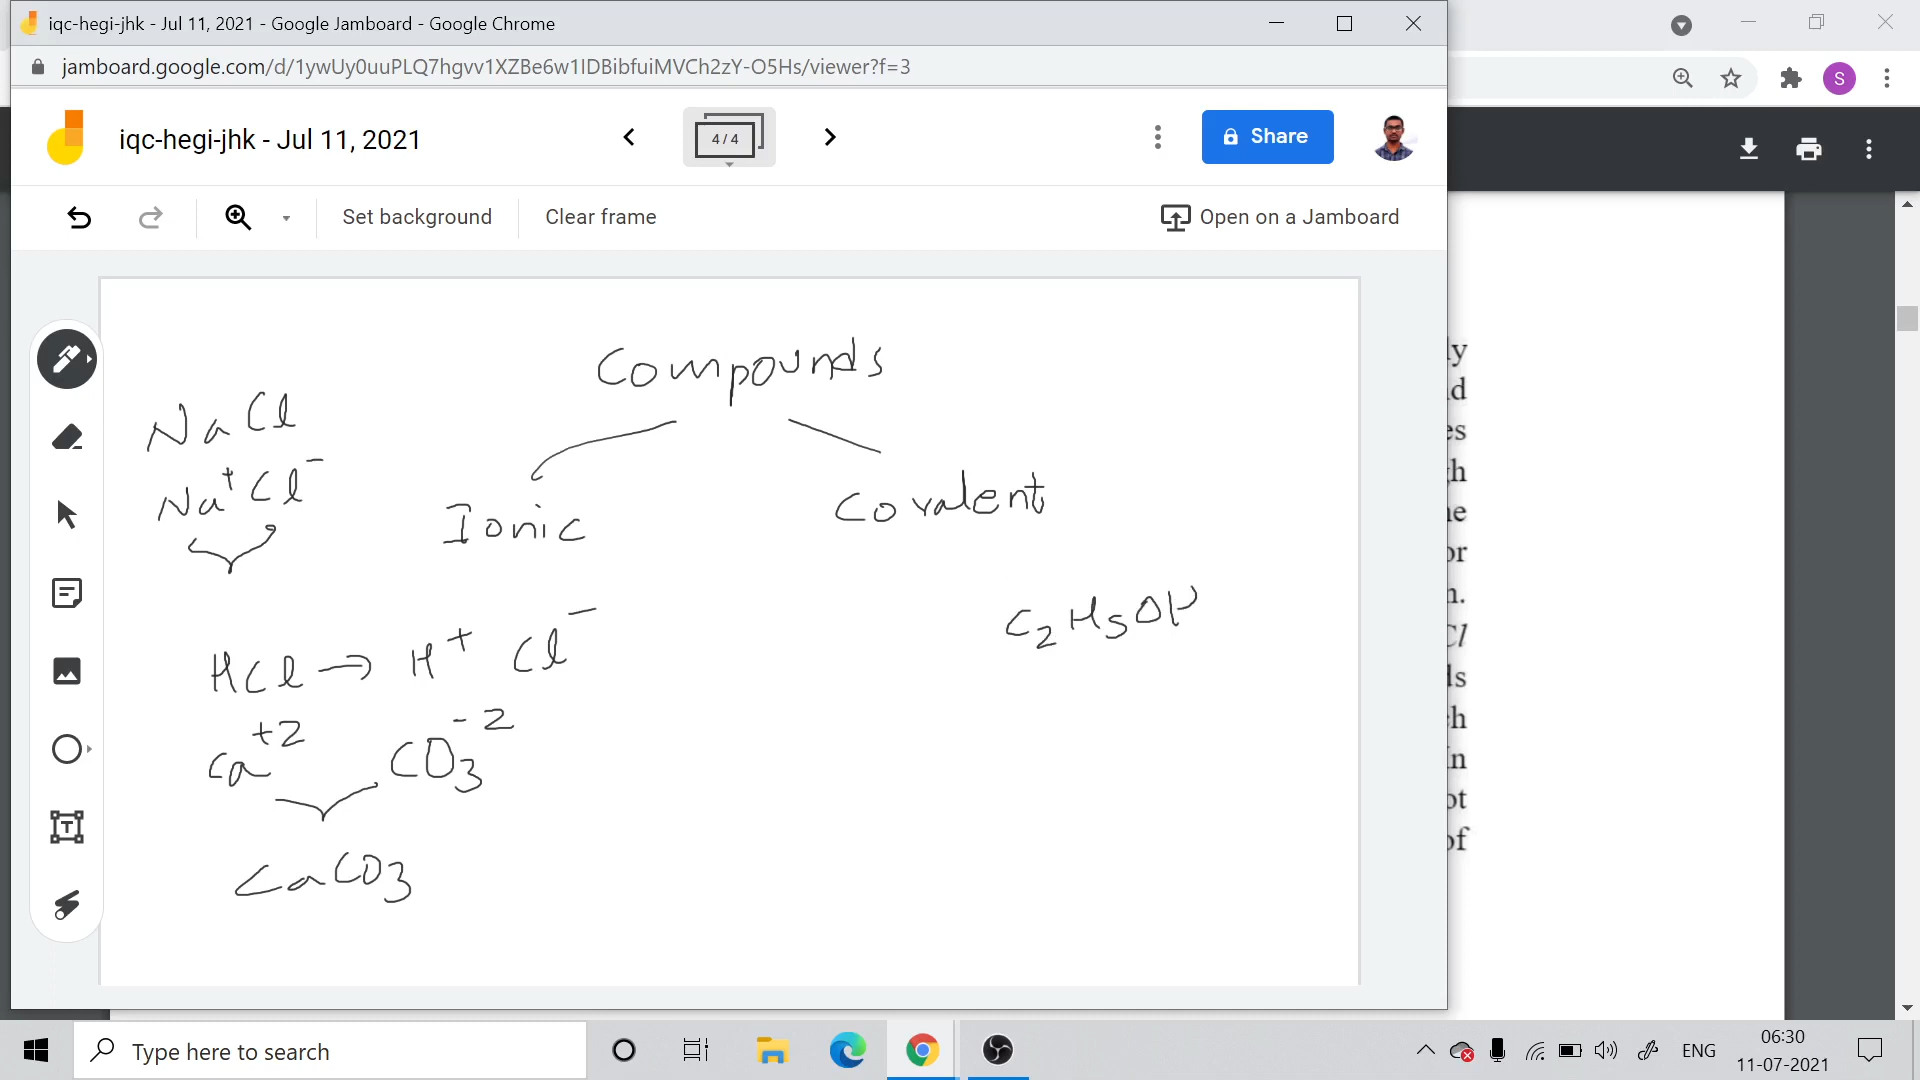 iqc-hegi-jhk - Jul 11, 2021 - Google Jamboard - Google Chrome
jamboard.google.com/d/1ywUy0uuPLQ7hgvv1XZBe6w1IDBibfuiMVCh2zY-O5Hs/viewer?f=3
S
iqc-hegi-jhk - Jul 11, 2021
4 / 4
Share
Set background
Clear frame
Open on a Jamboard
Compounds
NaCl
Na⁺Cl⁻
Ionic
Covalent
C₂H₅OH
HCl → H⁺ Cl⁻
Ca⁺² CO₃⁻²
CaCO₃
Type here to search
ENG
06:30
11-07-2021